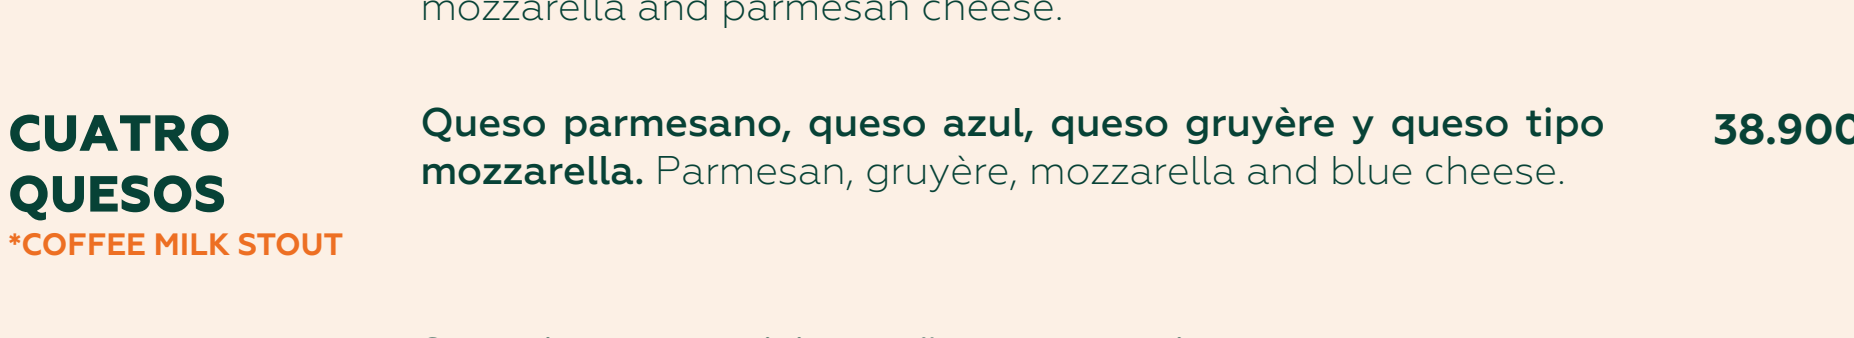 mozzarella and parmesan cheese.
CUATRO
QUESOS
*COFFEE MILK STOUT
Queso parmesano, queso azul, queso gruyère y queso tipo
mozzarella. Parmesan, gruyère, mozzarella and blue cheese.
38.900